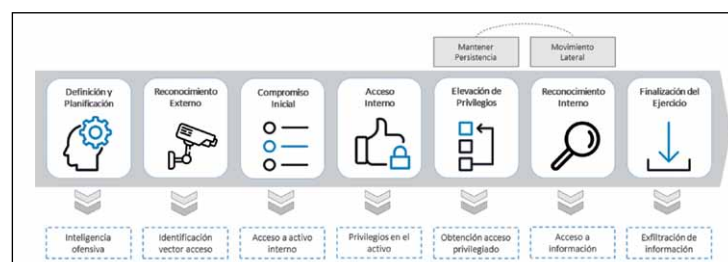 Mantener
Persistencia
Movimiento
Lateral
Definición y
Planificación
Reconocimiento
Externo
Compromiso
Inicial
Acceso
Interno
Elevación de
Privilegios
Reconocimiento
Interno
Finalización del
Ejercicio
Inteligencia
ofensiva
Identificación
vector acceso
Acceso a activo
interno
Privilegios en el
activo
Obtención acceso
privilegiado
Acceso a
información
Exfiltración de
información